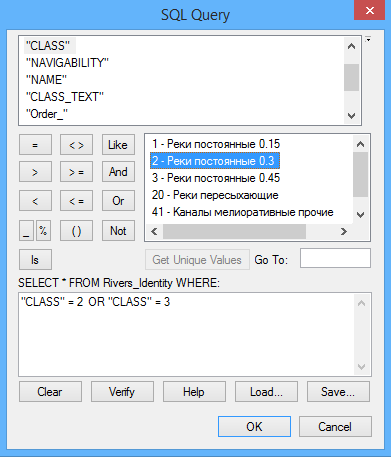 SQL Query
"CLASS"
"NAVIGABILITY"
"NAME"
"CLASS_TEXT"
"Order_"
= < > Like
> > = And
< < = Or
_ % ( ) Not
Is
1 - Реки постоянные 0.15
2 - Реки постоянные 0.3
3 - Реки постоянные 0.45
20 - Реки пересыхающие
41 - Каналы мелиоративные прочие
Get Unique Values Go To:
SELECT * FROM Rivers_Identity WHERE:
"CLASS" = 2 OR "CLASS" = 3
Clear Verify Help Load... Save...
OK Cancel